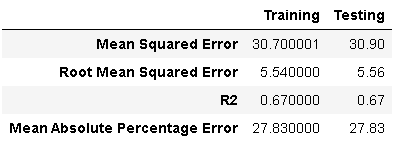 Training Testing
Mean Squared Error 30.700001 30.90
Root Mean Squared Error 5.540000 5.56
R2 0.670000 0.67
Mean Absolute Percentage Error 27.830000 27.83